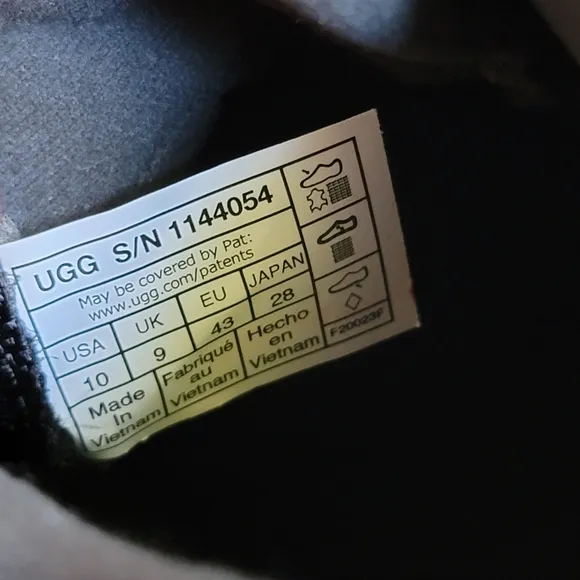 UGG S/N 1144054
May be covered by Pat:
www.ugg.com/patents
USA UK EU JAPAN
10 9 43 28
Made In Vietnam
Fabriqué au Vietnam
Hecho en Vietnam
F20023F